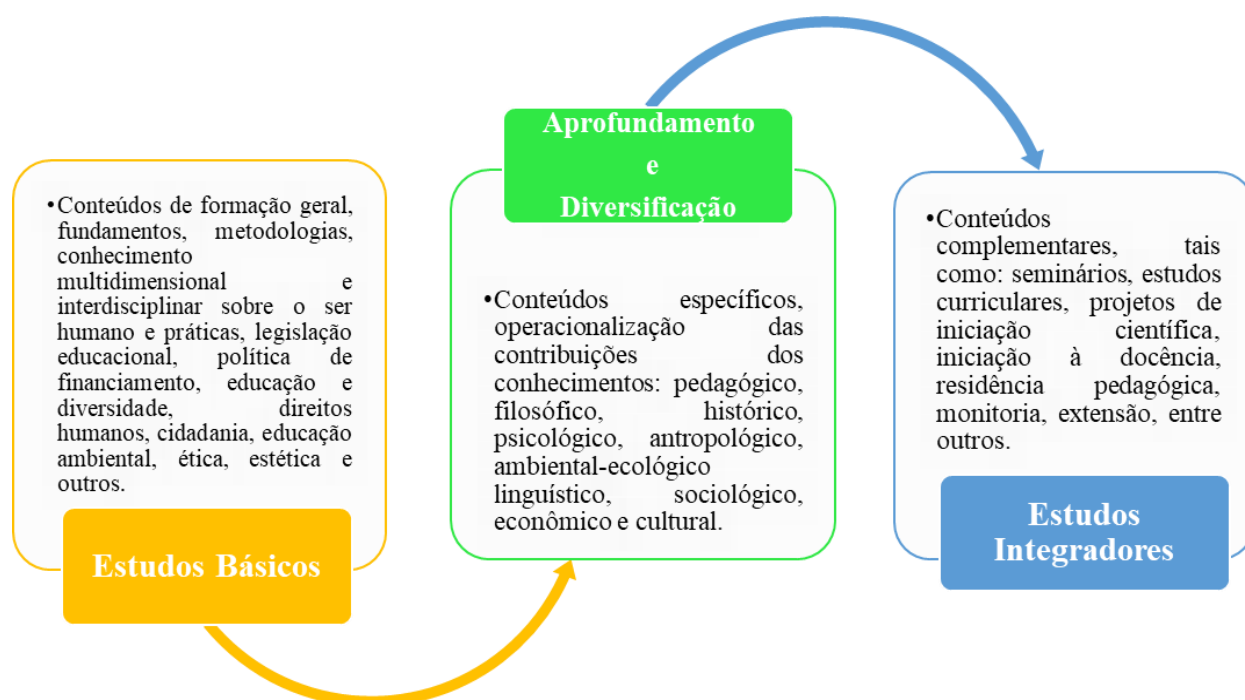 •Conteúdos de formação geral,
fundamentos, metodologias,
conhecimento
multidimensional e
interdisciplinar sobre o ser
humano e práticas, legislação
educacional, política de
financiamento, educação e
diversidade, direitos
humanos, cidadania, educação
ambiental, ética, estética e
outros.
Estudos Básicos
Aprofundamento
e
Diversificação
•Conteúdos específicos,
operacionalização das
contribuições dos
conhecimentos: pedagógico,
filosófico, histórico,
psicológico, antropológico,
ambiental-ecológico
linguístico, sociológico,
econômico e cultural.
•Conteúdos
complementares, tais
como: seminários, estudos
curriculares, projetos de
iniciação científica,
iniciação à docência,
residência pedagógica,
monitoria, extensão, entre
outros.
Estudos
Integradores